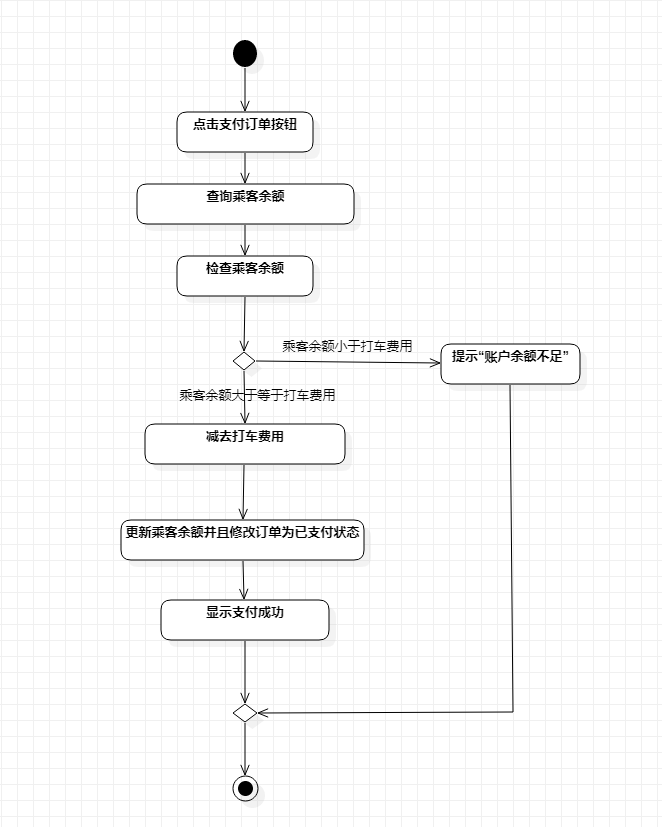 点击支付订单按钮
查询乘客余额
检查乘客余额
乘客余额小于打车费用
提示“账户余额不足”
乘客余额大于等于打车费用
减去打车费用
更新乘客余额并且修改订单为已支付状态
显示支付成功